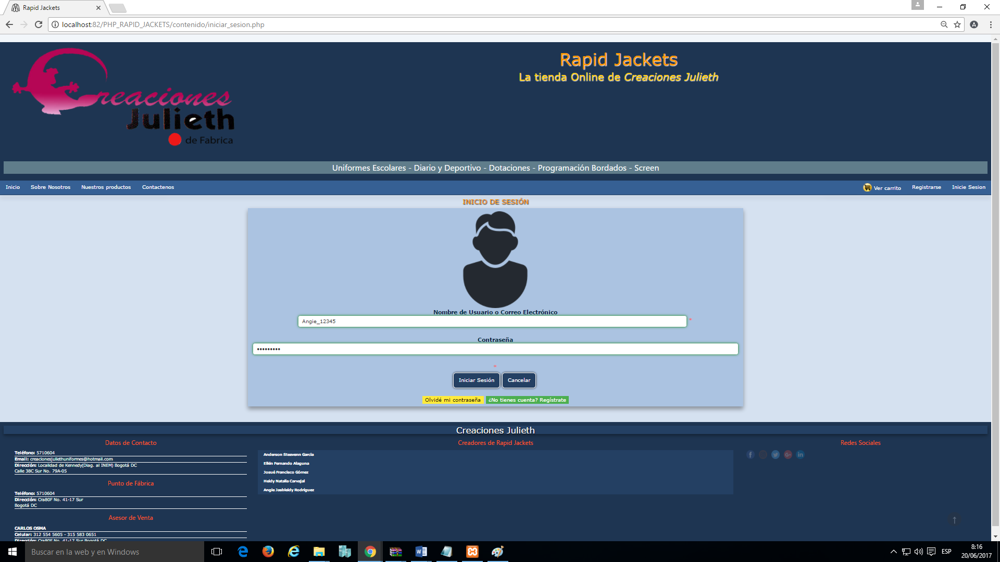 Rapid Jackets
localhost:82/PHP_RAPID_JACKETS/contenido/iniciar_sesion.php
Creaciones
Julieth
de Fabrica
Rapid Jackets
La tienda Online de Creaciones Julieth
Uniformes Escolares - Diario y Deportivo - Dotaciones - Programación Bordados - Screen
Inicio Sobre Nosotros Nuestros productos Contactenos Ver carrito Registrarse Inicie Sesion
INICIO DE SESIÓN
Nombre de Usuario o Correo Electrónico
Angie_12345 *
Contraseña
•••••••••
*
Iniciar Sesión Cancelar
Olvidé mi contraseña ¿No tienes cuenta? Regístrate
Creaciones Julieth
Datos de Contacto
Teléfono: 5710604
Email: creacionesjuliethuniformes@hotmail.com
Dirección: Localidad de Kennedy(Diag. al INEM) Bogotá DC
Calle 38C Sur No. 79A-05
Punto de Fábrica
Teléfono: 5710604
Dirección: Cra80F No. 41-17 Sur
Bogotá DC
Asesor de Venta
CARLOS OSMA
Celular: 312 554 5605 - 315 583 0651
Dirección: Cra80F No. 41-17 Sur Bogotá DC
Creadores de Rapid Jackets
Anderson Steevenn Garcia
Elkin Fernando Alaguna
Josué Francisco Gómez
Heidy Natalia Carvajal
Angie Jasbleidy Rodríguez
Redes Sociales
Buscar en la web y en Windows
ESP
8:16
20/06/2017